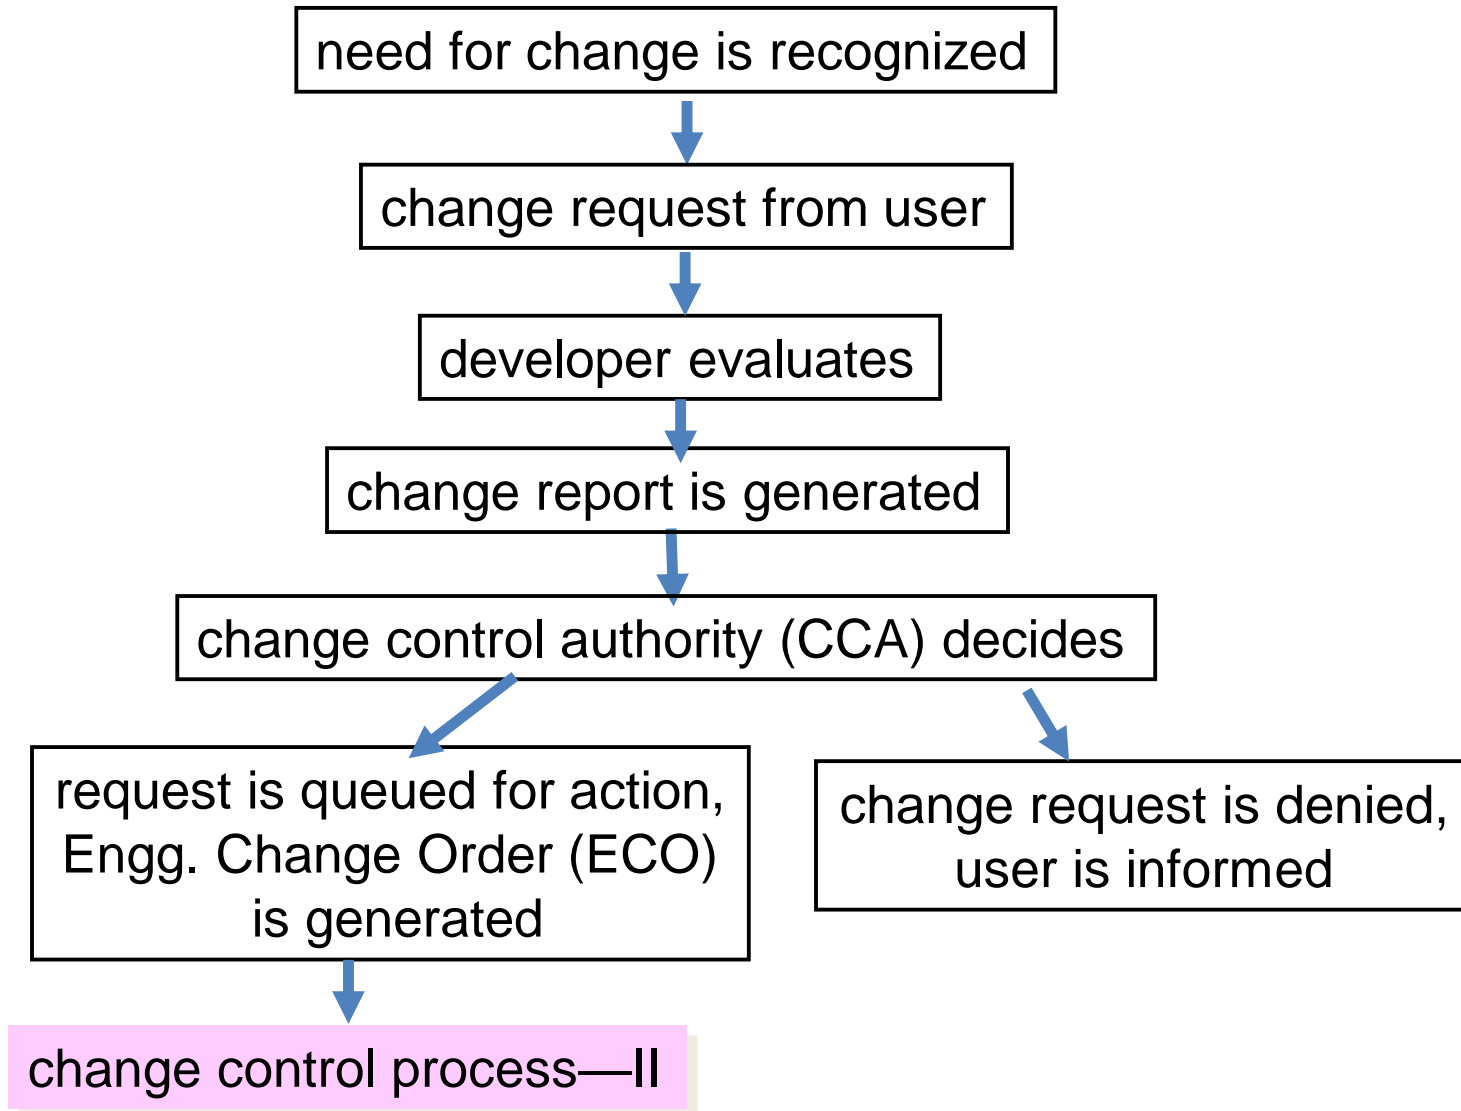 need for change is recognized
change request from user
developer evaluates
change report is generated
change control authority (CCA) decides
request is queued for action,
Engg. Change Order (ECO)
is generated
change request is denied,
user is informed
change control process—II